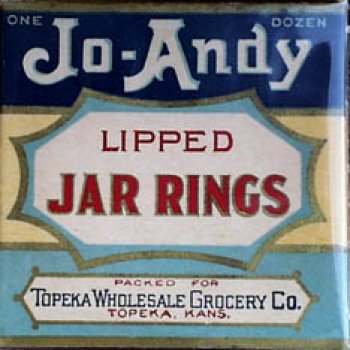 ONE DOZEN
Jo-Andy
LIPPED
JAR RINGS
PACKED FOR
TOPEKA WHOLESALE GROCERY CO.
TOPEKA, KANS.